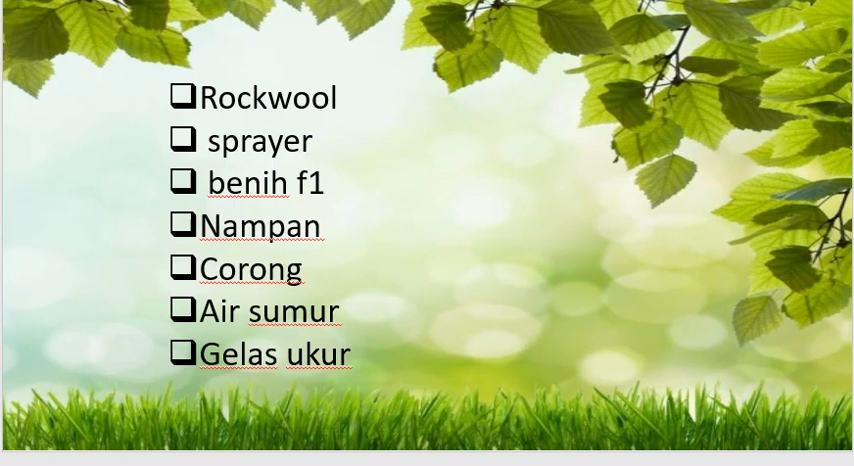 Rockwool
sprayer
benih f1
Nampan
Corong
Air sumur
Gelas ukur